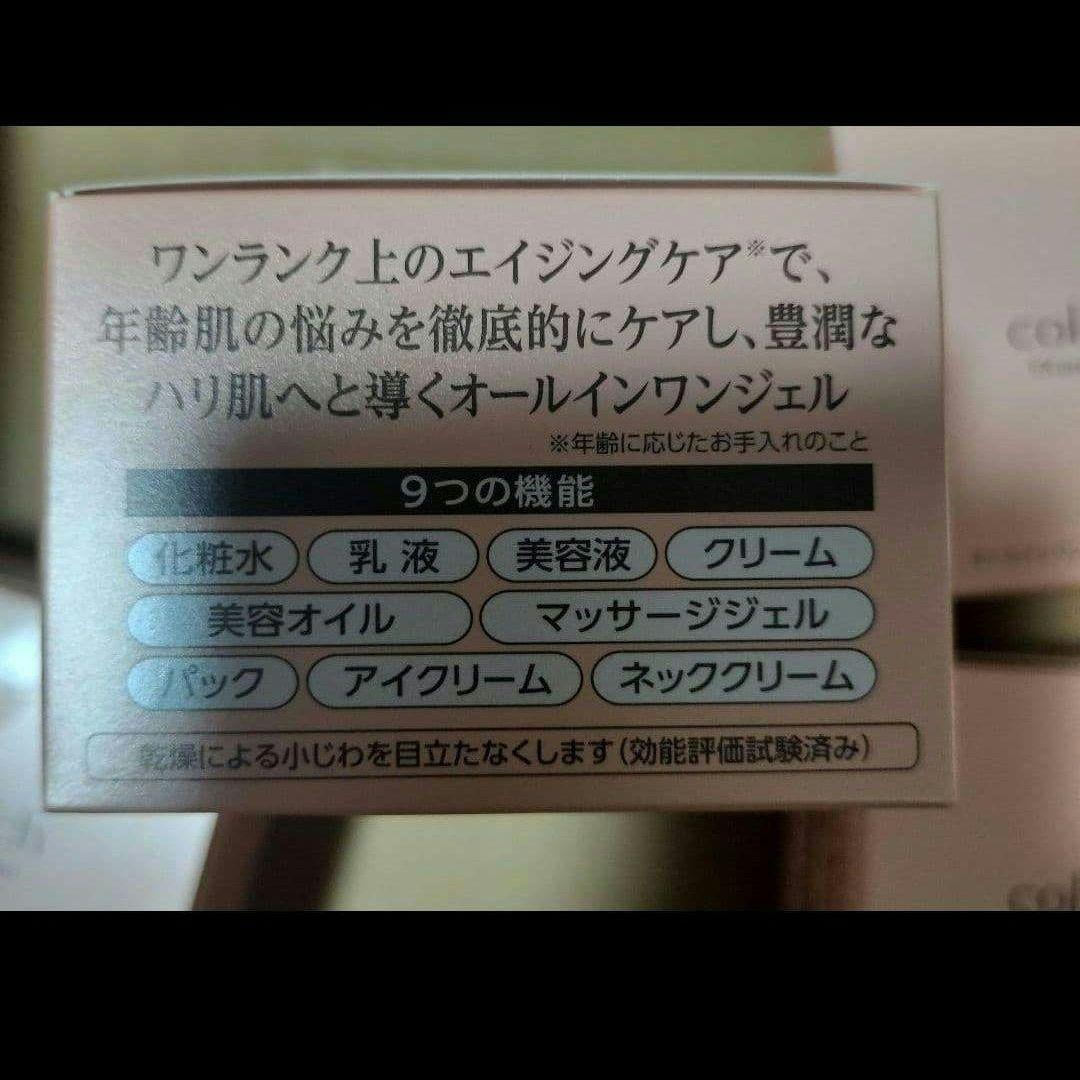 ワンランク上のエイジングケア※で、
年齢肌の悩みを徹底的にケアし、豊潤な
ハリ肌へと導くオールインワンジェル
※年齢に応じたお手入れのこと
9つの機能
化粧水 乳液 美容液 クリーム
美容オイル マッサージジェル
パック アイクリーム ネッククリーム
乾燥による小じわを目立たなくします(効能評価試験済み)
col
col